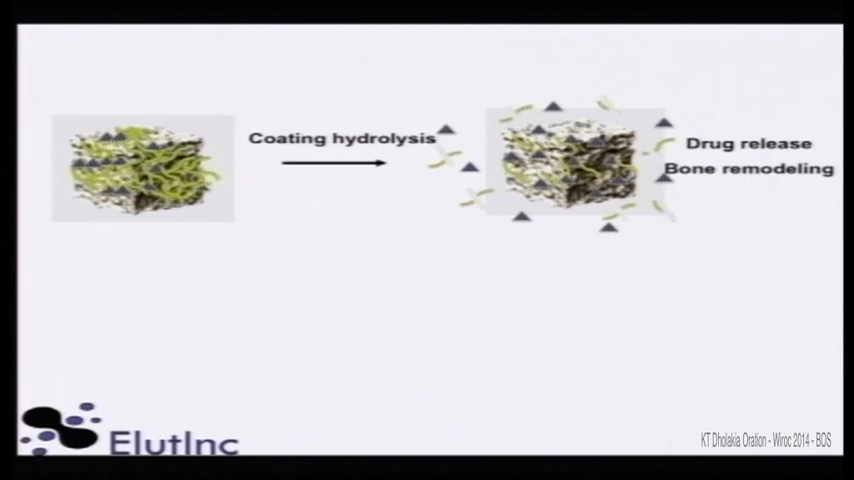 Coating hydrolysis
Drug release
Bone remodeling
ElutInc
KT Dholakia Oration - Wiroc 2014 - BOS